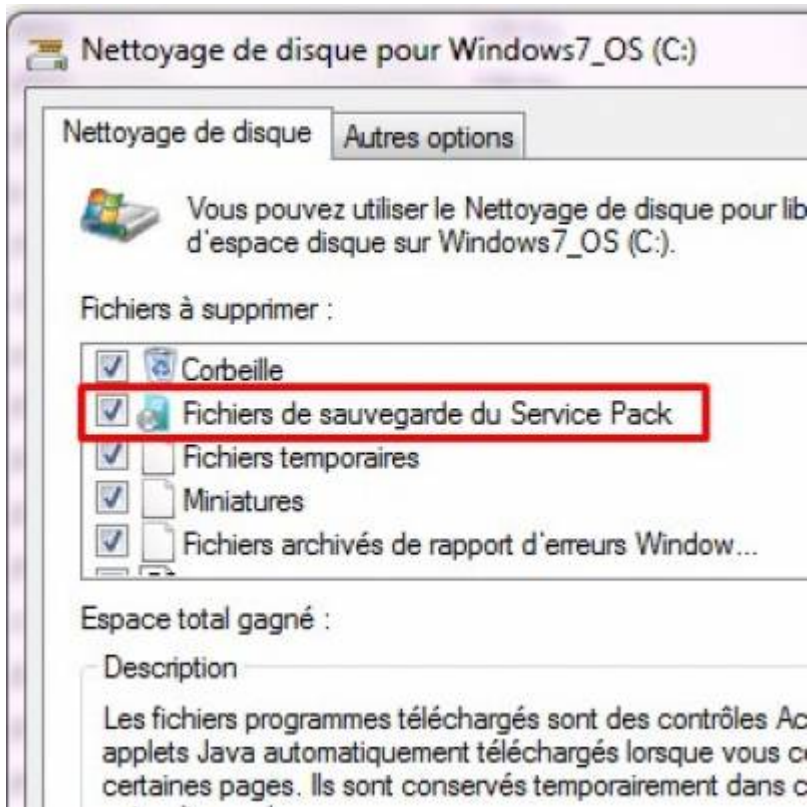 Nettoyage de disque pour Windows7_OS (C:)
Nettoyage de disque
Autres options
Vous pouvez utiliser le Nettoyage de disque pour
d'espace disque sur Windows7_OS (C:).
Fichiers à supprimer :
Corbeille
Fichiers de sauvegarde du Service Pack
Fichiers temporaires
Miniatures
Fichiers archivés de rapport d'erreurs Window...
Espace total gagné :
Description
Les fichiers programmes téléchargés sont des contrôles
applets Java automatiquement téléchargés lorsque vous
certaines pages. Ils sont conservés temporairement dans